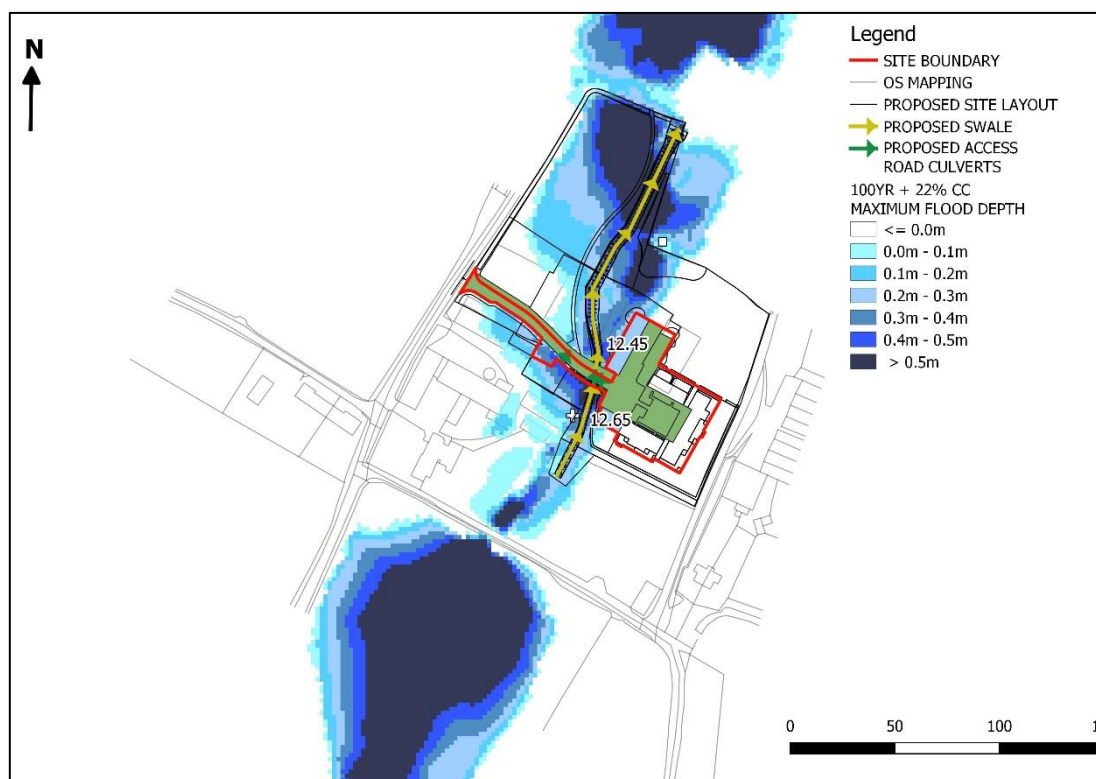 N
Legend
SITE BOUNDARY
OS MAPPING
PROPOSED SITE LAYOUT
PROPOSED SWALE
PROPOSED ACCESS
ROAD CULVERTS
100YR + 22% CC
MAXIMUM FLOOD DEPTH
<= 0.0m
0.0m - 0.1m
0.1m - 0.2m
0.2m - 0.3m
0.3m - 0.4m
0.4m - 0.5m
> 0.5m
12.45
12.65
0 50 100